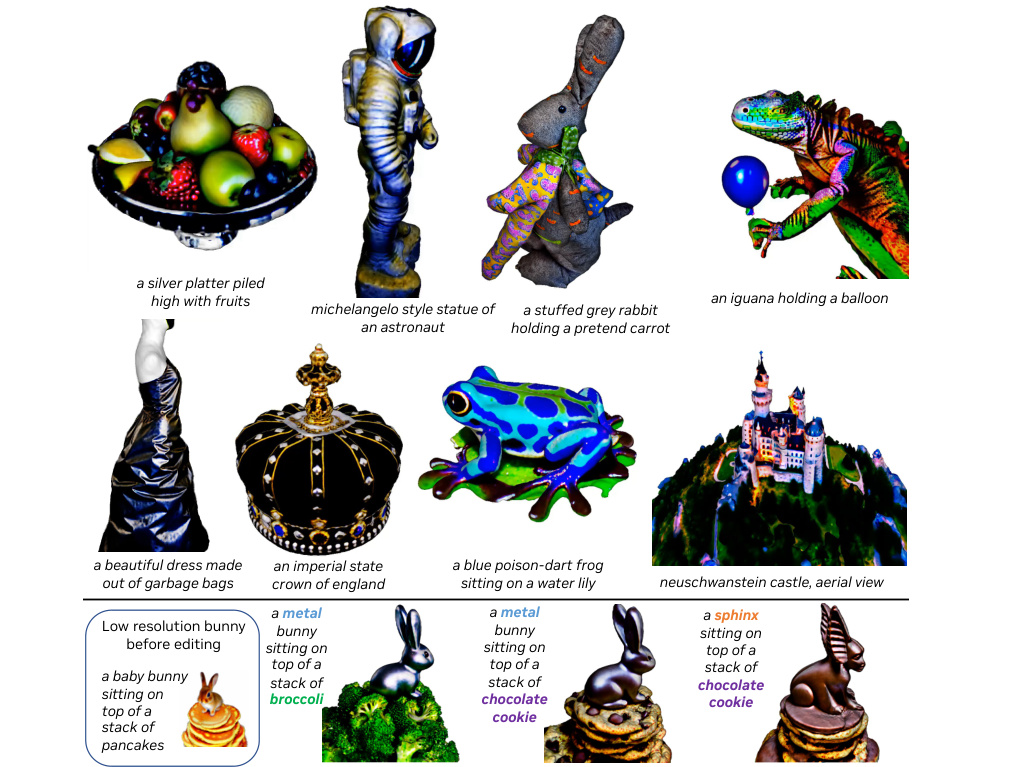 a silver platter piled
high with fruits
michelangelo style statue of
an astronaut
a stuffed grey rabbit
holding a pretend carrot
an iguana holding a balloon
a beautiful dress made
out of garbage bags
an imperial state
crown of england
a blue poison-dart frog
sitting on a water lily
neuschwanstein castle, aerial view
Low resolution bunny
before editing
a baby bunny
sitting on
top of a
stack of
pancakes
a metal
bunny
sitting on
top of a
stack of
broccoli
a metal
bunny
sitting on
top of a
stack of
chocolate
cookie
a sphinx
sitting on
top of a
stack of
chocolate
cookie